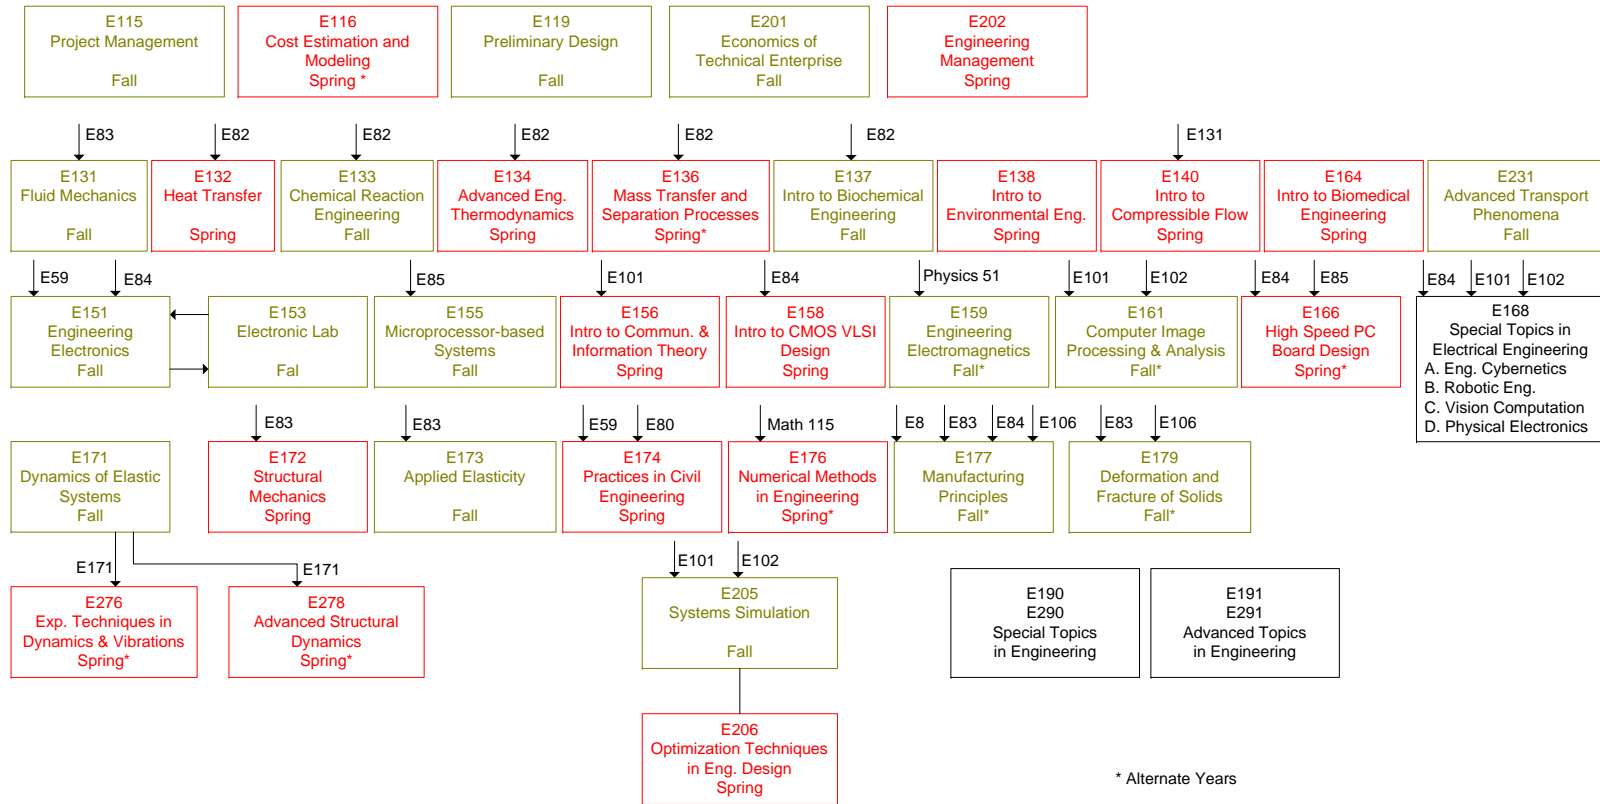 E115
Project Management
Fall
E116
Cost Estimation and
Modeling
Spring *
E119
Preliminary Design
Fall
E201
Economics of
Technical Enterprise
Fall
E202
Engineering
Management
Spring
E83
E82
E82
E82
E82
E82
E131
E131
Fluid Mechanics
Fall
E132
Heat Transfer
Spring
E133
Chemical Reaction
Engineering
Fall
E134
Advanced Eng.
Thermodynamics
Spring
E136
Mass Transfer and
Separation Processes
Spring*
E137
Intro to Biochemical
Engineering
Fall
E138
Intro to
Environmental Eng.
Spring
E140
Intro to
Compressible Flow
Spring
E164
Intro to Biomedical
Engineering
Spring
E231
Advanced Transport
Phenomena
Fall
E59
E84
E85
E101
E84
Physics 51
E101
E102
E84
E85
E84
E101
E102
E151
Engineering
Electronics
Fall
E153
Electronic Lab
Fal
E155
Microprocessor-based
Systems
Fall
E156
Intro to Commun. &
Information Theory
Spring
E158
Intro to CMOS VLSI
Design
Spring
E159
Engineering
Electromagnetics
Fall*
E161
Computer Image
Processing & Analysis
Fall*
E166
High Speed PC
Board Design
Spring*
E168
Special Topics in
Electrical Engineering
A. Eng. Cybernetics
B. Robotic Eng.
C. Vision Computation
D. Physical Electronics
E83
E83
E59
E80
Math 115
E8
E83
E84
E106
E83
E106
E171
Dynamics of Elastic
Systems
Fall
E172
Structural
Mechanics
Spring
E173
Applied Elasticity
Fall
E174
Practices in Civil
Engineering
Spring
E176
Numerical Methods
in Engineering
Spring*
E177
Manufacturing
Principles
Fall*
E179
Deformation and
Fracture of Solids
Fall*
E171
E171
E101
E102
E276
Exp. Techniques in
Dynamics & Vibrations
Spring*
E278
Advanced Structural
Dynamics
Spring*
E205
Systems Simulation
Fall
E190
E290
Special Topics
in Engineering
E191
E291
Advanced Topics
in Engineering
E206
Optimization Techniques
in Eng. Design
Spring
* Alternate Years